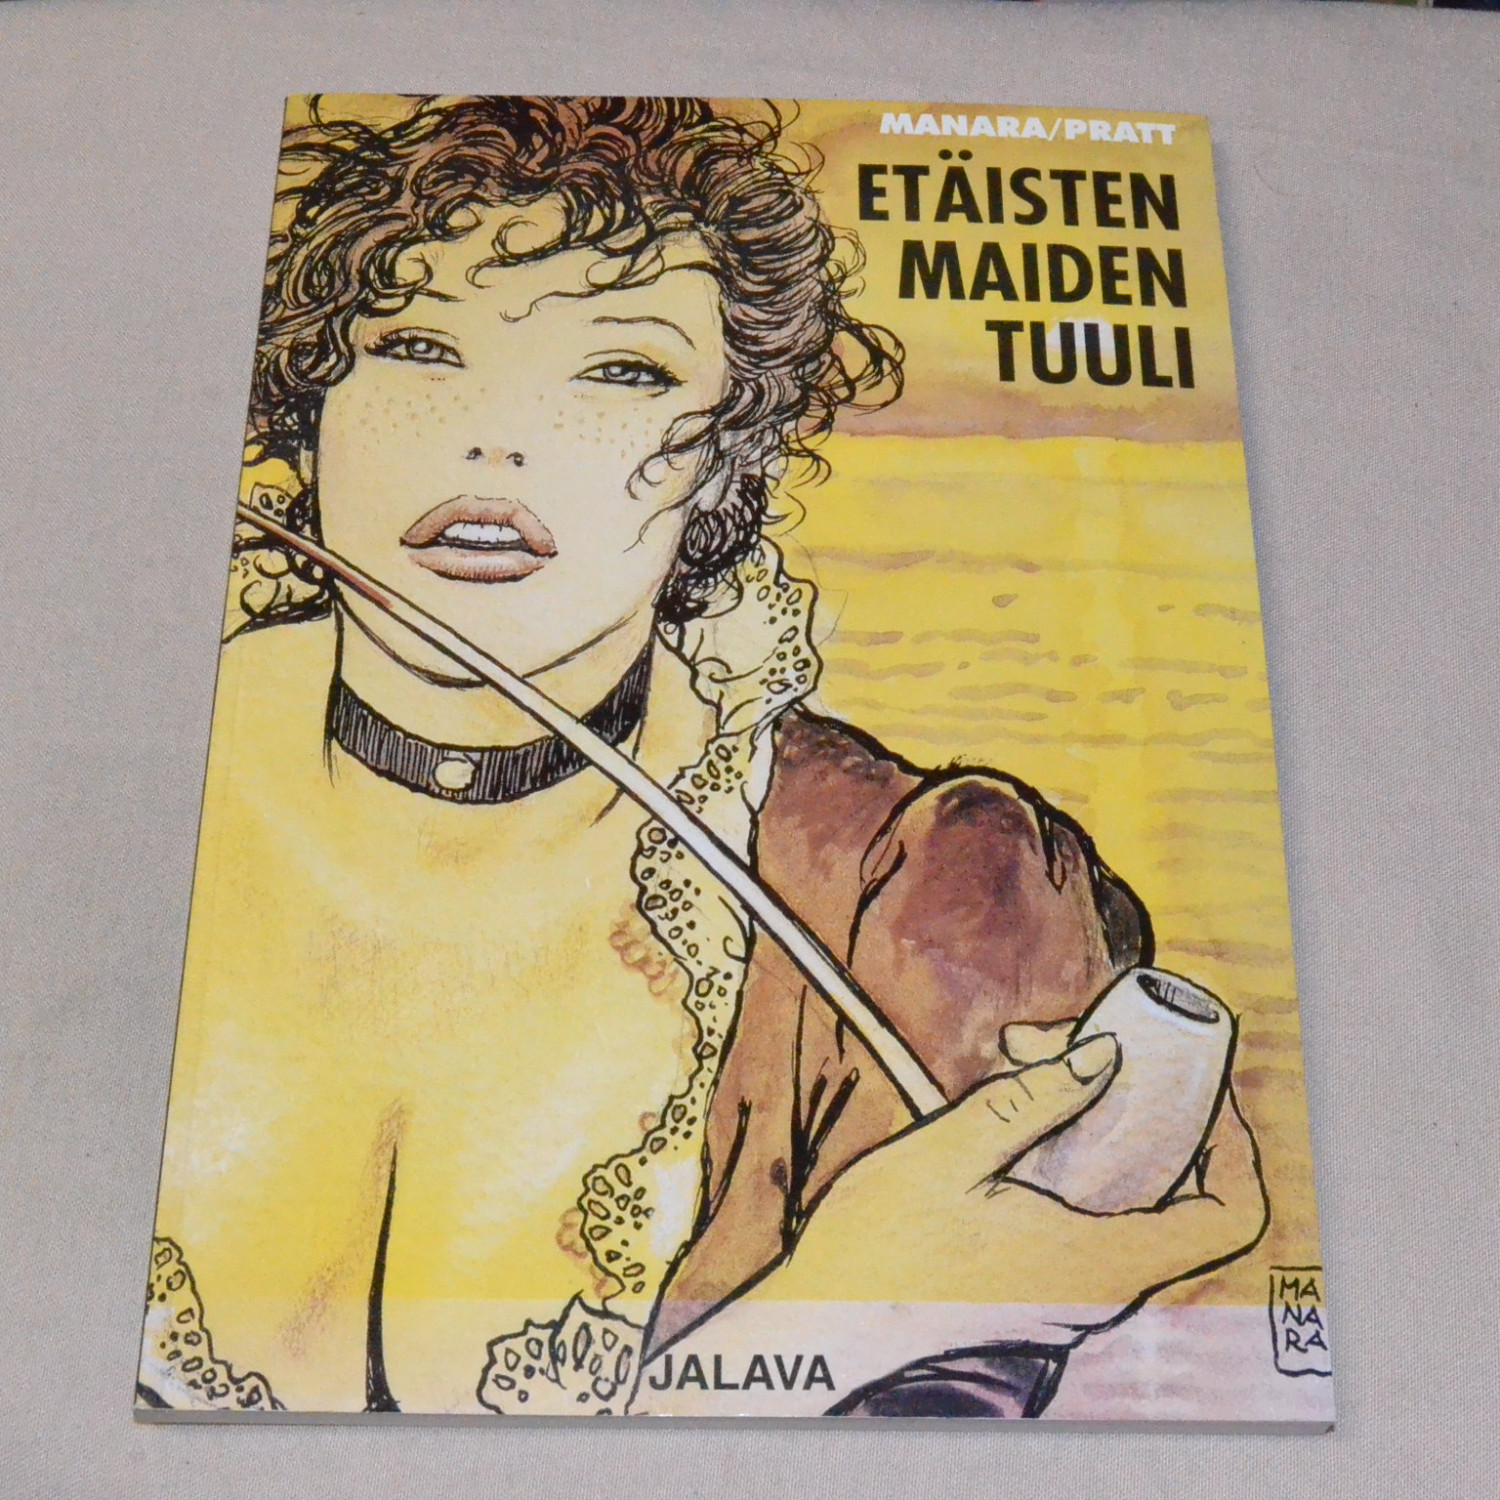 MANARA/PRATT
ETÄISTEN
MAIDEN
TUULI
JALAVA
MA
NA
RA